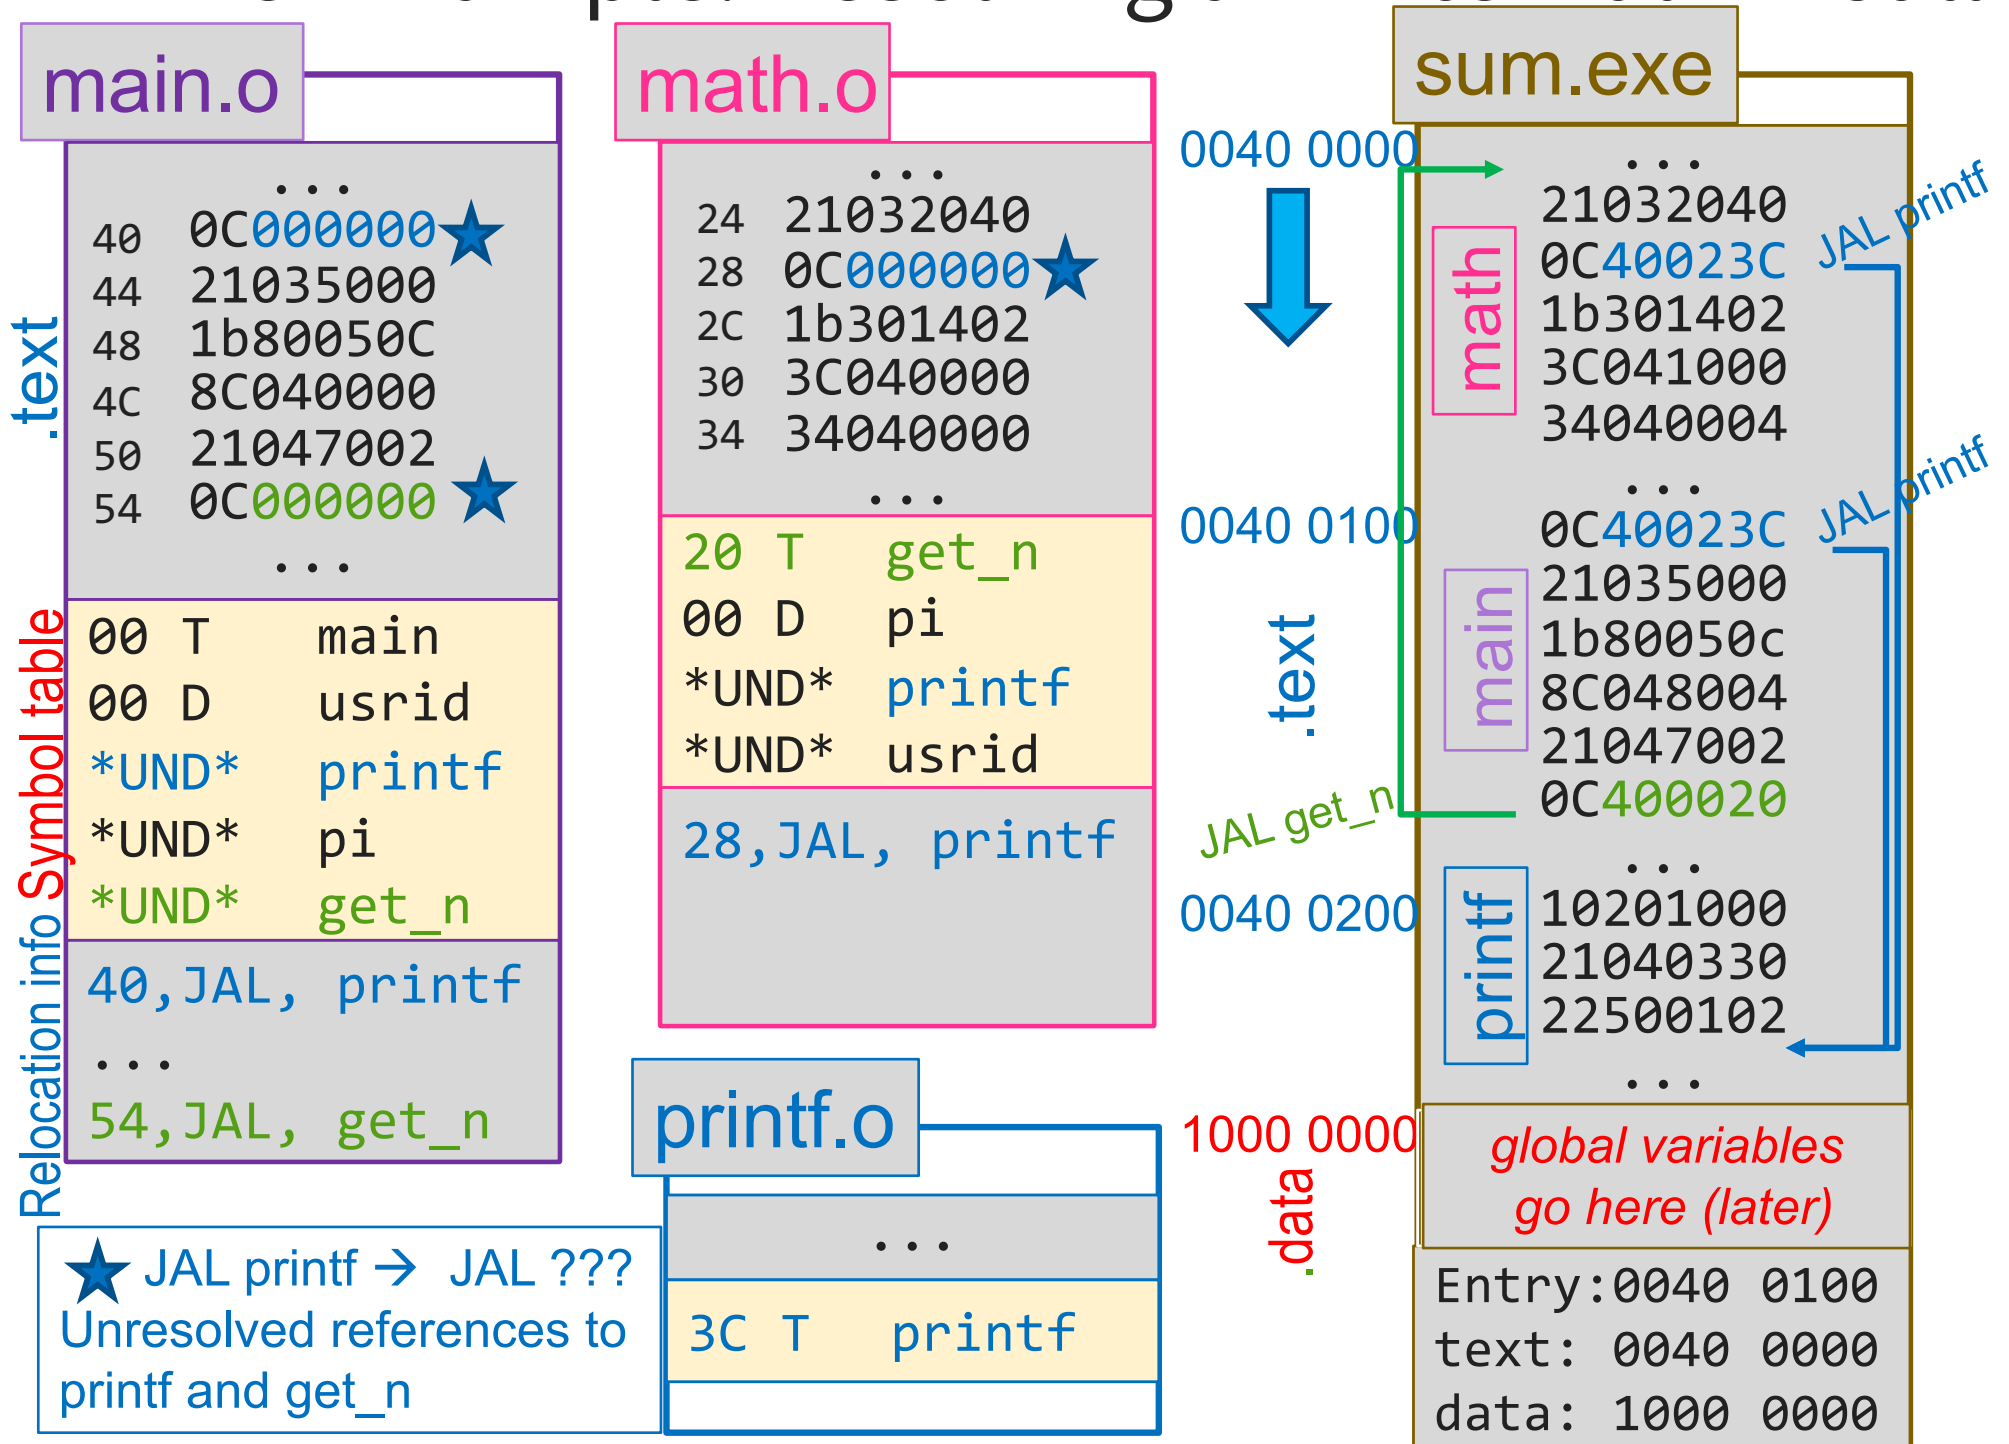 main.o
...
40 0C000000
44 21035000
48 1b80050C
4C 8C040000
50 21047002
54 0C000000
...
.text
00 T main
00 D usrid
*UND* printf
*UND* pi
*UND* get_n
Symbol table
40,JAL, printf
...
54,JAL, get_n
Relocation info
JAL printf → JAL ???
Unresolved references to
printf and get_n
math.o
...
24 21032040
28 0C000000
2C 1b301402
30 3C040000
34 34040000
...
20 T get_n
00 D pi
*UND* printf
*UND* usrid
28,JAL, printf
printf.o
...
3C T printf
sum.exe
0040 0000
...
21032040
0C40023C
1b301402
3C041000
34040004
math
JAL printf
...
0040 0100
0C40023C
21035000
1b80050c
8C048004
21047002
0C400020
main
JAL printf
.text
JAL get_n
...
0040 0200
10201000
21040330
22500102
printf
...
1000 0000
.data
global variables
go here (later)
Entry:0040 0100
text: 0040 0000
data: 1000 0000